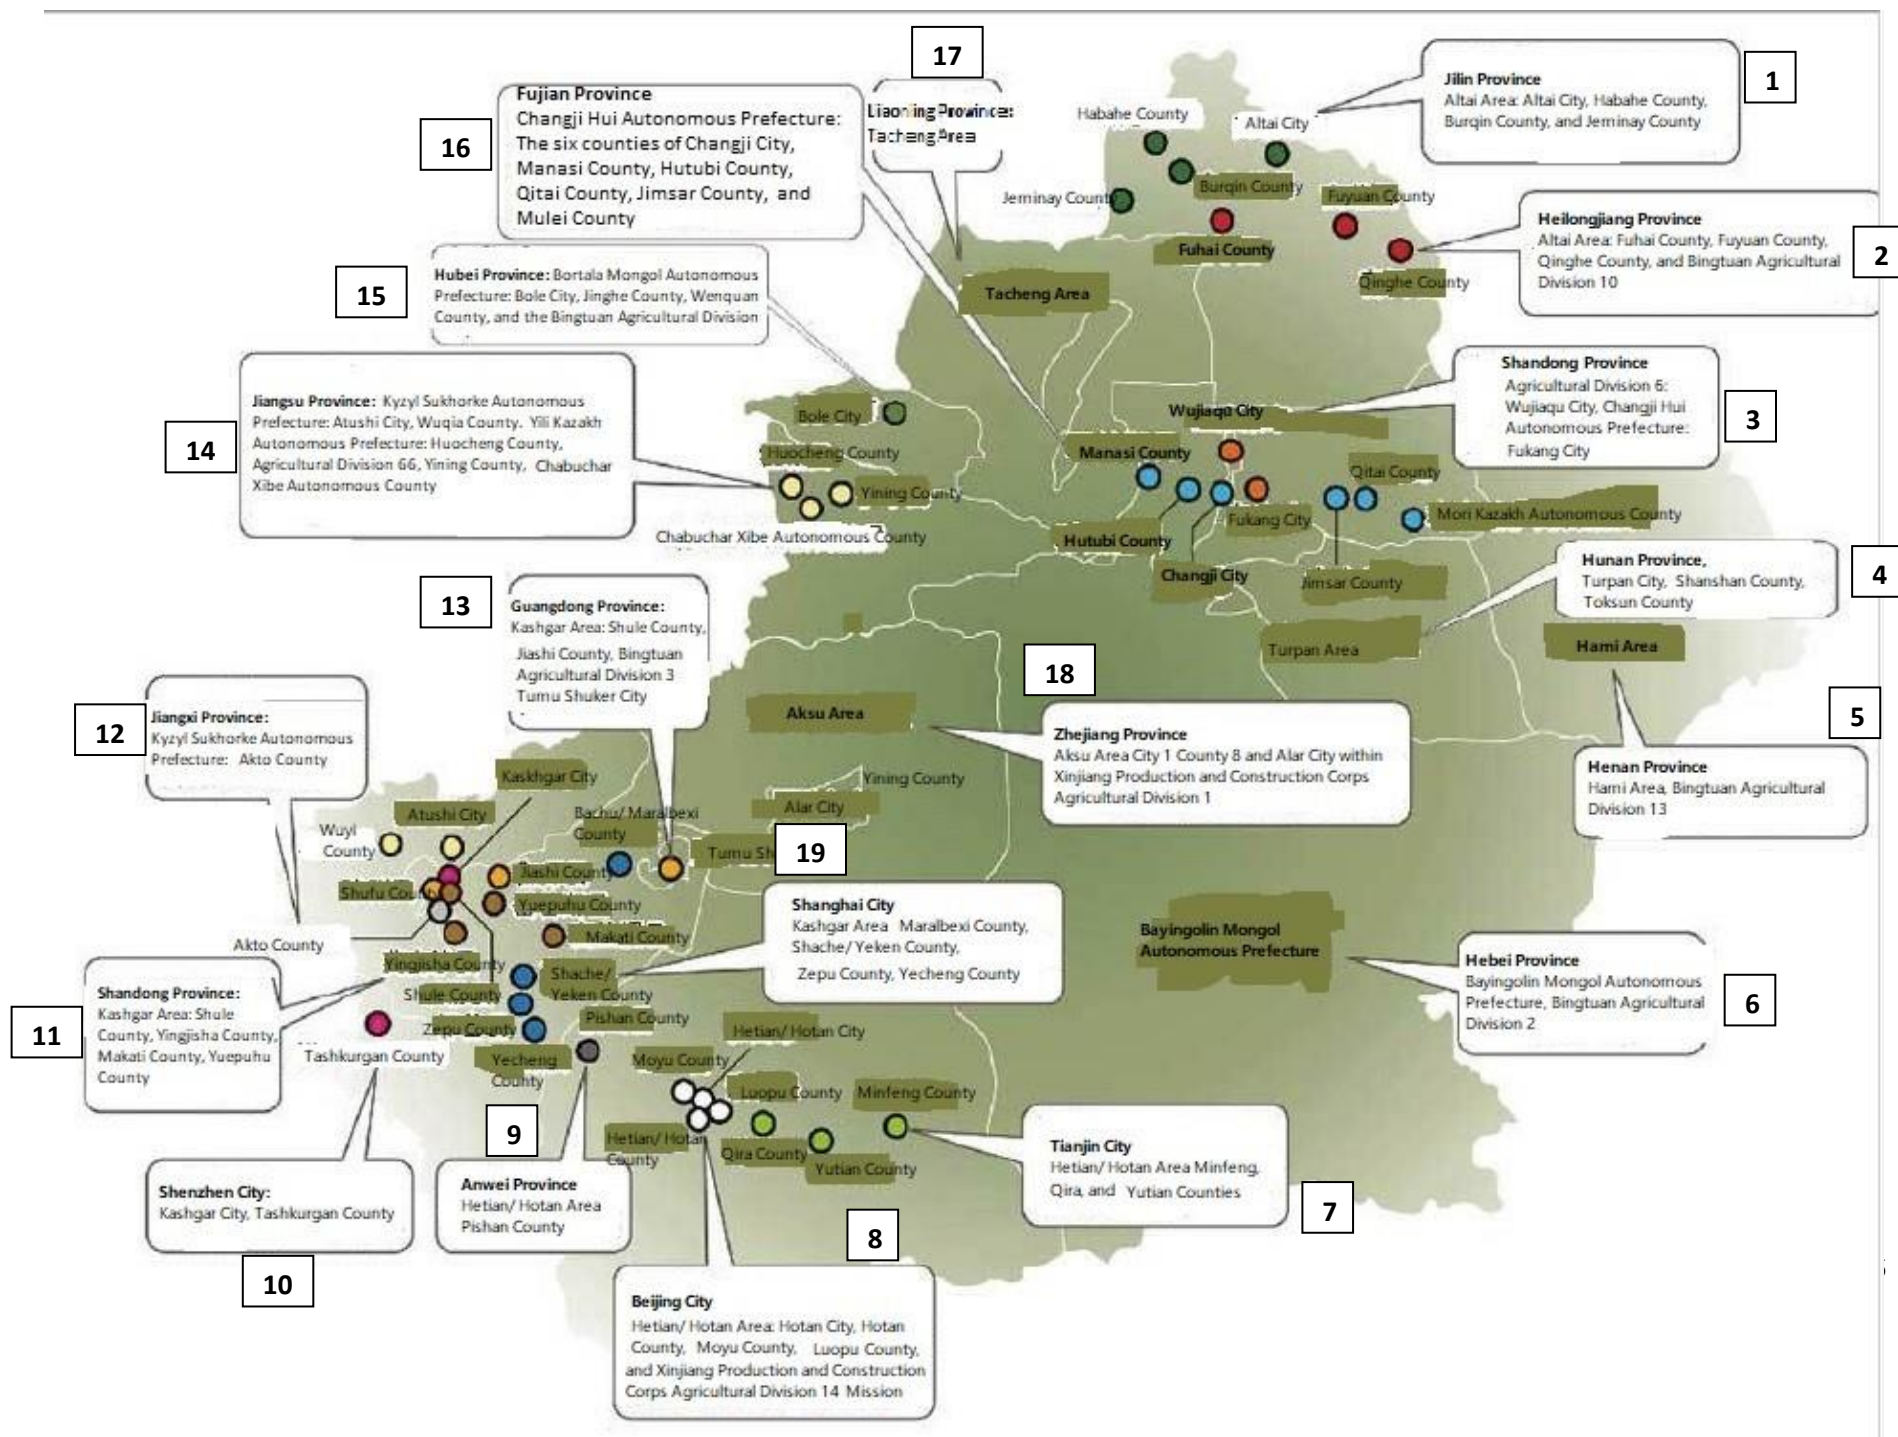 17
Jilin Province
Altai Area: Altai City, Habahe County,
Burqin County, and Jeminay County
1
Fujian Province
Changji Hui Autonomous Prefecture:
The six counties of Changji City,
Manasi County, Hutubi County,
Qitai County, Jimsar County, and
Mulei County
16
Liaoning Province:
Tacheng Area
Habahe County
Altai City
Jeminay County
Burqin County
Fuyuan County
Fuhai County
Qinghe County
Heilongjiang Province
Altai Area: Fuhai County, Fuyuan County,
Qinghe County, and Bingtuan Agricultural
Division 10
2
Hubei Province: Bortala Mongol Autonomous
Prefecture: Bole City, Jinghe County, Wenquan
County, and the Bingtuan Agricultural Division
15
Tacheng Area
Shandong Province
Agricultural Division 6:
Wujiaqu City, Changji Hui
Autonomous Prefecture:
Fukang City
3
Jiangsu Province: Kyzyl Sukhorke Autonomous
Prefecture: Atushi City, Wuqia County. Yili Kazakh
Autonomous Prefecture: Huocheng County,
Agricultural Division 66, Yining County, Chabuchar
Xibe Autonomous County
14
Bole City
Huocheng County
Yining County
Chabuchar Xibe Autonomous County
Wujiaqu City
Manasi County
Qitai County
Fukang City
Mori Kazakh Autonomous County
Hutubi County
Changji City
Jimsar County
Hunan Province,
Turpan City, Shanshan County,
Toksun County
4
Turpan Area
Hami Area
13
Guangdong Province:
Kashgar Area: Shule County,
Jiashi County, Bingtuan
Agricultural Division 3
Tumu Shuker City
18
Aksu Area
Zhejiang Province
Aksu Area City 1 County 8 and Alar City within
Xinjiang Production and Construction Corps
Agricultural Division 1
5
Henan Province
Hami Area, Bingtuan Agricultural
Division 13
12
Jiangxi Province:
Kyzyl Sukhorke Autonomous
Prefecture: Akto County
Kaskhgar City
Atushi City
Wuyl
County
Bachu/ Maralbexi
County
Yining County
Alar City
Tumu Sh
19
Jiashi County
Shufu County
Yuepuhu County
Makati County
Akto County
Yingjisha County
Shache/
Yeken County
Shule County
Zepu County
Pishan County
Yecheng
County
Tashkurgan County
Shanghai City
Kashgar Area Maralbexi County,
Shache/ Yeken County,
Zepu County, Yecheng County
Bayingolin Mongol
Autonomous Prefecture
Hebei Province
Bayingolin Mongol Autonomous
Prefecture, Bingtuan Agricultural
Division 2
6
11
Shandong Province:
Kashgar Area: Shule
County, Yingjisha County,
Makati County, Yuepuhu
County
Hetian/ Hotan City
Moyu County
Luopu County
Minfeng County
Hetian/ Hotan
County
Qira County
Yutian County
Tianjin City
Hetian/ Hotan Area Minfeng,
Qira, and Yutian Counties
7
9
Anwei Province
Hetian/ Hotan Area
Pishan County
Shenzhen City:
Kashgar City, Tashkurgan County
10
8
Beijing City
Hetian/ Hotan Area: Hotan City, Hotan
County, Moyu County, Luopu County,
and Xinjiang Production and Construction
Corps Agricultural Division 14 Mission